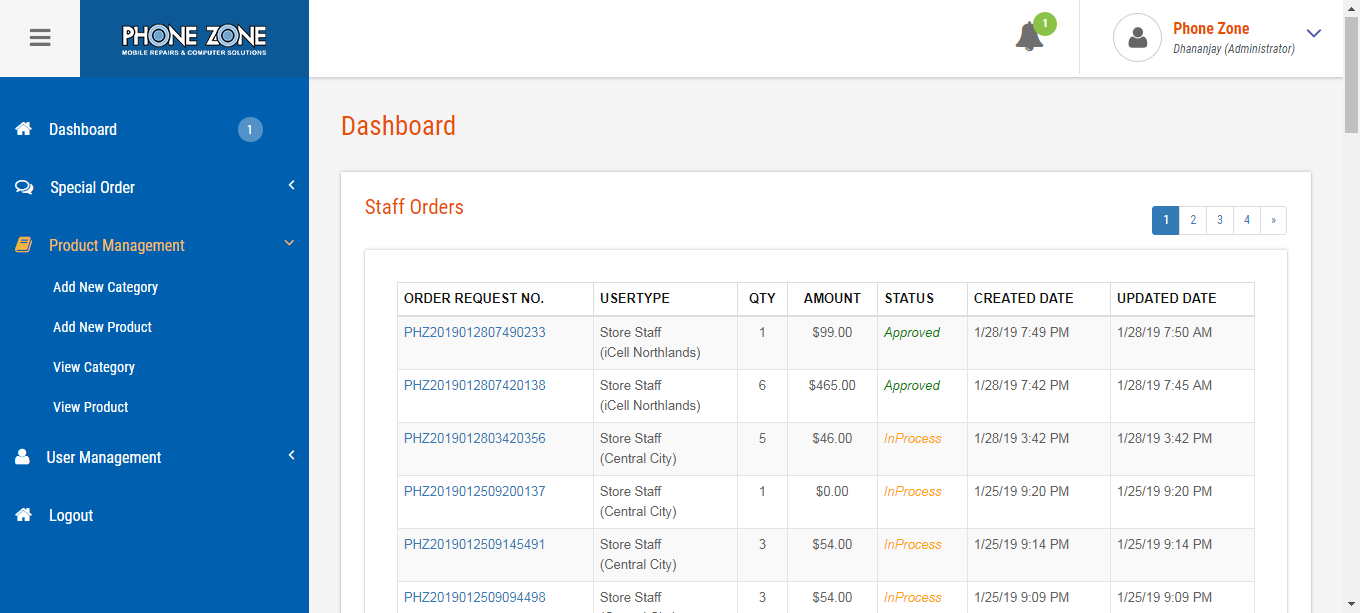 PHONE ZONE
MOBILE REPAIRS & COMPUTER SOLUTIONS
1
Phone Zone
Dhananjay (Administrator)
Dashboard 1
Special Order
Product Management
Add New Category
Add New Product
View Category
View Product
User Management
Logout
Dashboard
Staff Orders
1 2 3 4 »
ORDER REQUEST NO. USERTYPE QTY AMOUNT STATUS CREATED DATE UPDATED DATE
PHZ2019012807490233 Store Staff 1 $99.00 Approved 1/28/19 7:49 PM 1/28/19 7:50 AM
(iCell Northlands)
PHZ2019012807420138 Store Staff 6 $465.00 Approved 1/28/19 7:42 PM 1/28/19 7:45 AM
(iCell Northlands)
PHZ2019012803420356 Store Staff 5 $46.00 InProcess 1/28/19 3:42 PM 1/28/19 3:42 PM
(Central City)
PHZ2019012509200137 Store Staff 1 $0.00 InProcess 1/25/19 9:20 PM 1/25/19 9:20 PM
(Central City)
PHZ2019012509145491 Store Staff 3 $54.00 InProcess 1/25/19 9:14 PM 1/25/19 9:14 PM
(Central City)
PHZ2019012509094498 Store Staff 3 $54.00 InProcess 1/25/19 9:09 PM 1/25/19 9:09 PM